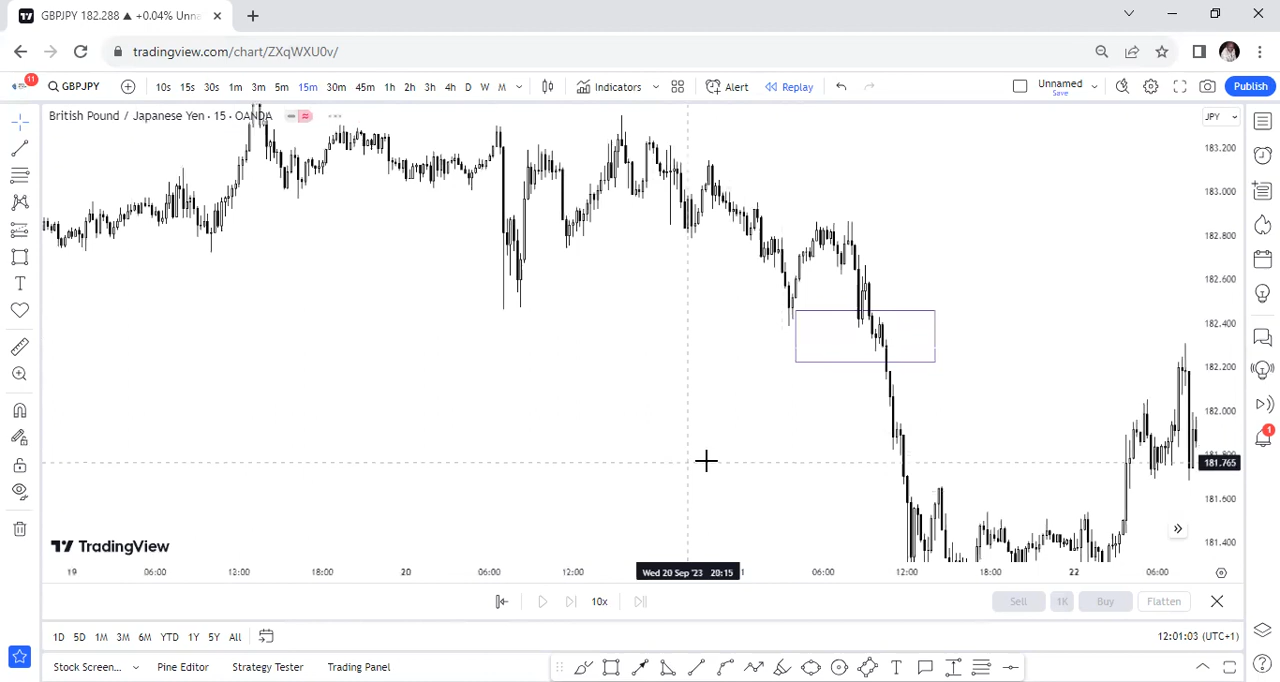 GBPJPY 182.288 ▲ +0.04% Unna
tradingview.com/chart/ZXqWXU0v/
11
GBPJPY 10s 15s 30s 1m 3m 5m 15m 30m 45m 1h 2h 3h 4h D W M Indicators Alert Replay Unnamed Save Publish
British Pound / Japanese Yen · 15 · OANDA
JPY
183.200
183.000
182.800
182.600
182.400
182.200
182.000
181.800
181.765
181.600
181.400
1
TradingView
19 06:00 12:00 18:00 20 06:00 12:00 Wed 20 Sep '23 20:15 1 06:00 12:00 18:00 22 06:00
10x Sell 1K Buy Flatten
1D 5D 1M 3M 6M YTD 1Y 5Y All 12:01:03 (UTC+1)
Stock Screen... Pine Editor Strategy Tester Trading Panel